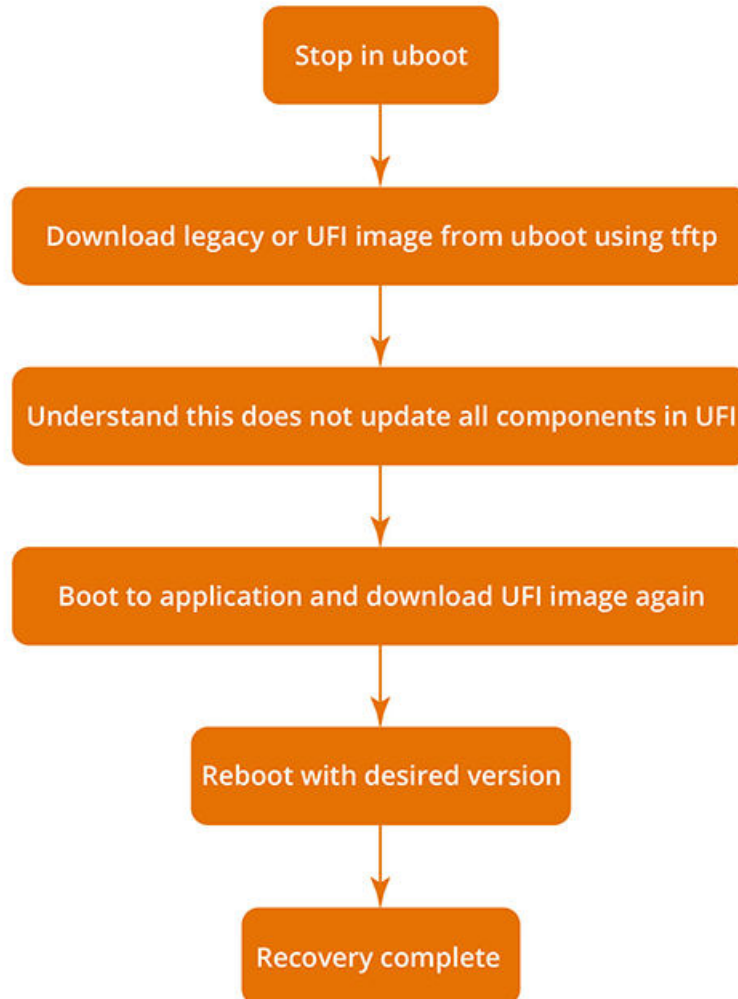 Stop in uboot
Download legacy or UFI image from uboot using tftp
Understand this does not update all components in UFI
Boot to application and download UFI image again
Reboot with desired version
Recovery complete